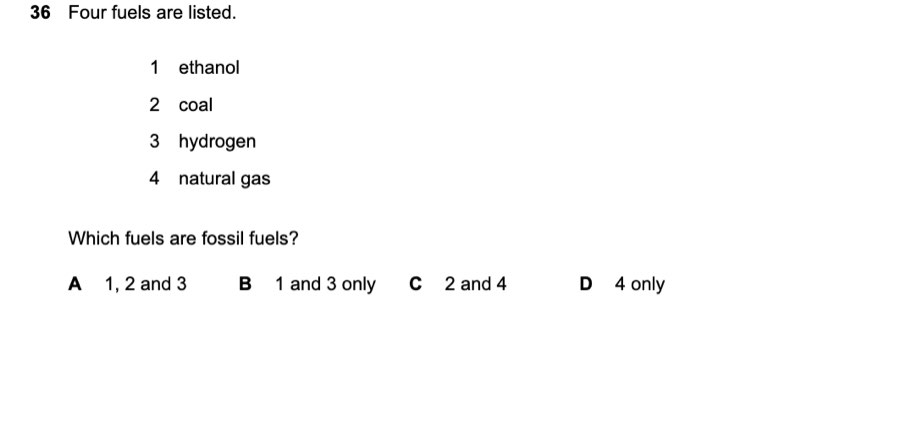 36 Four fuels are listed.
1 ethanol
2 coal
3 hydrogen
4 natural gas
Which fuels are fossil fuels?
A 1, 2 and 3 B 1 and 3 only C 2 and 4 D 4 only